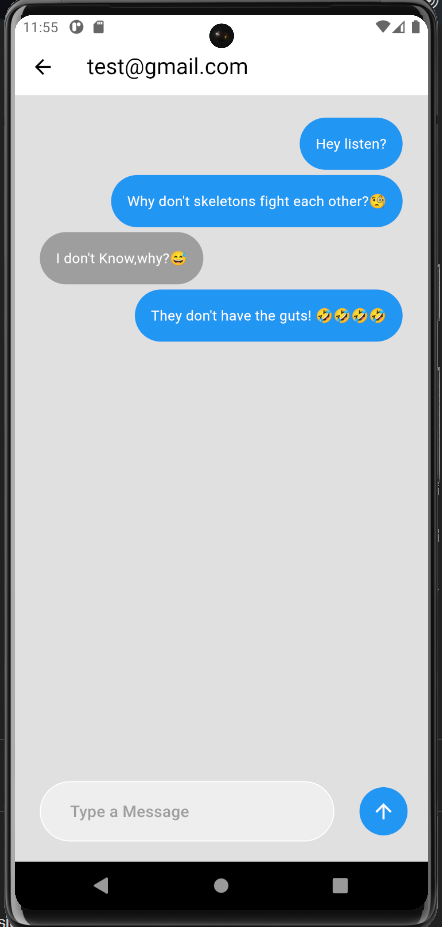 11:55
test@gmail.com
Hey listen?
Why don't skeletons fight each other?🧐
I don't Know,why?😅
They don't have the guts! 🤣🤣🤣🤣
Type a Message